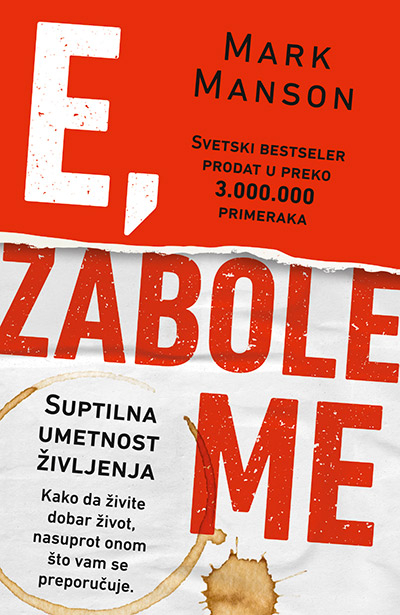 MARK
MANSON
E,
SVETSKI BESTSELER
PRODAT U PREKO
3.000.000
PRIMERAKA
ZABOLE
ME
SUPTILNA
UMETNOST
ŽIVLJENJA
Kako da živite
dobar život,
nasuprot onom
što vam se
preporučuje.